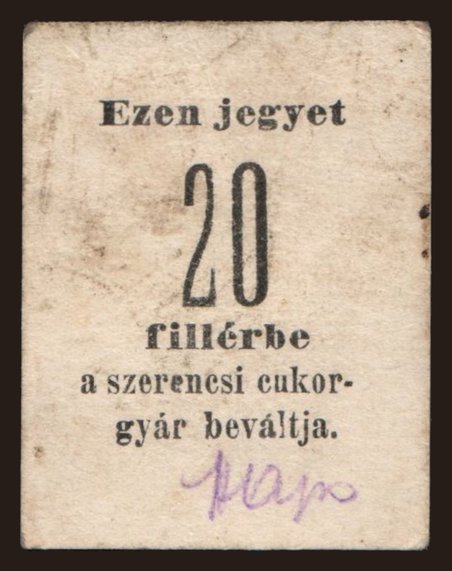 Ezen jegyet
20
fillérbe
a szerencsi cukor-
gyár beváltja.